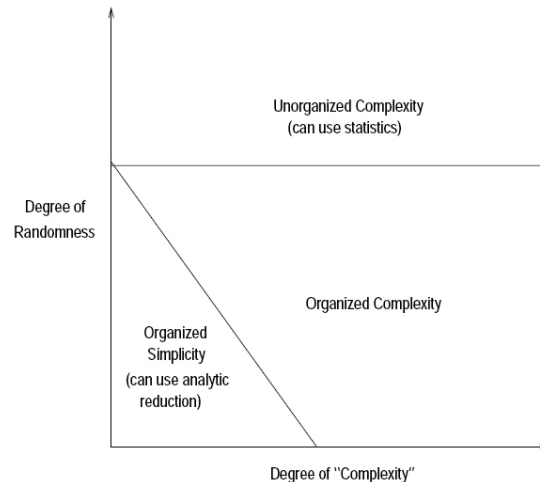 Unorganized Complexity
(can use statistics)
Degree of
Randomness
Organized Complexity
Organized
Simplicity
(can use analytic
reduction)
Degree of "Complexity"